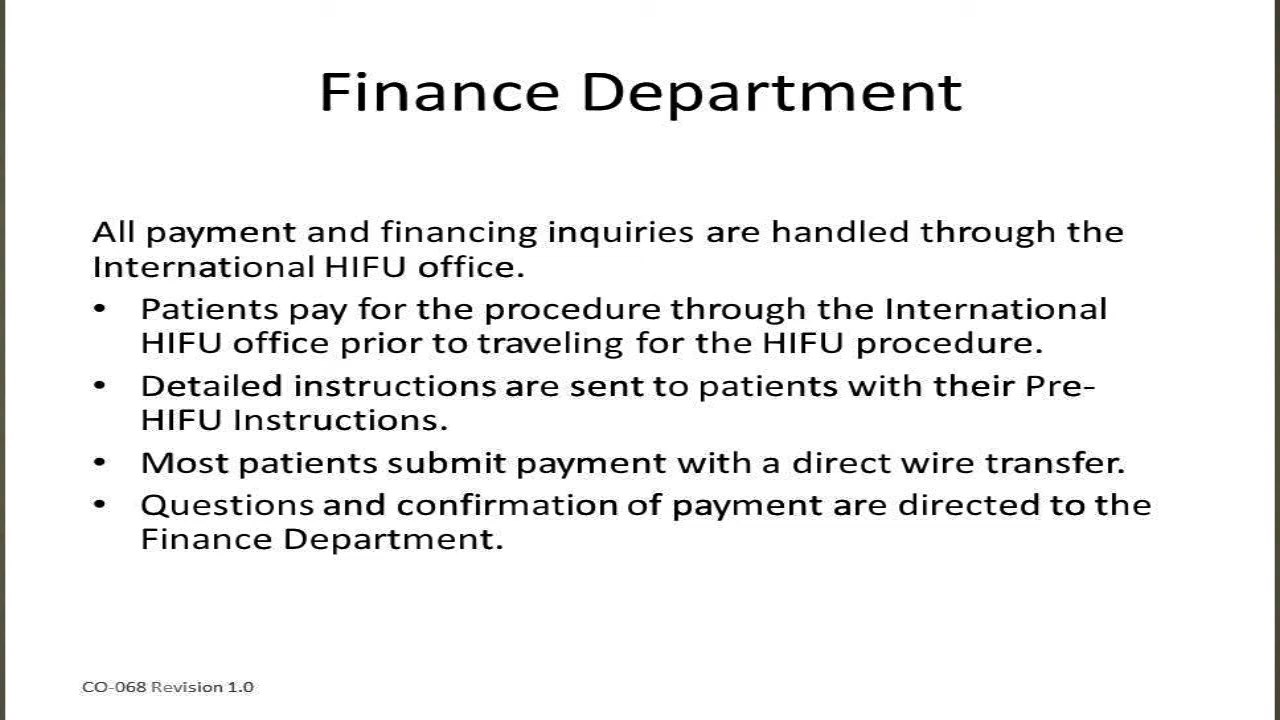 Finance Department
All payment and financing inquiries are handled through the
International HIFU office.
• Patients pay for the procedure through the International
HIFU office prior to traveling for the HIFU procedure.
• Detailed instructions are sent to patients with their Pre-
HIFU Instructions.
• Most patients submit payment with a direct wire transfer.
• Questions and confirmation of payment are directed to the
Finance Department.
CO-068 Revision 1.0